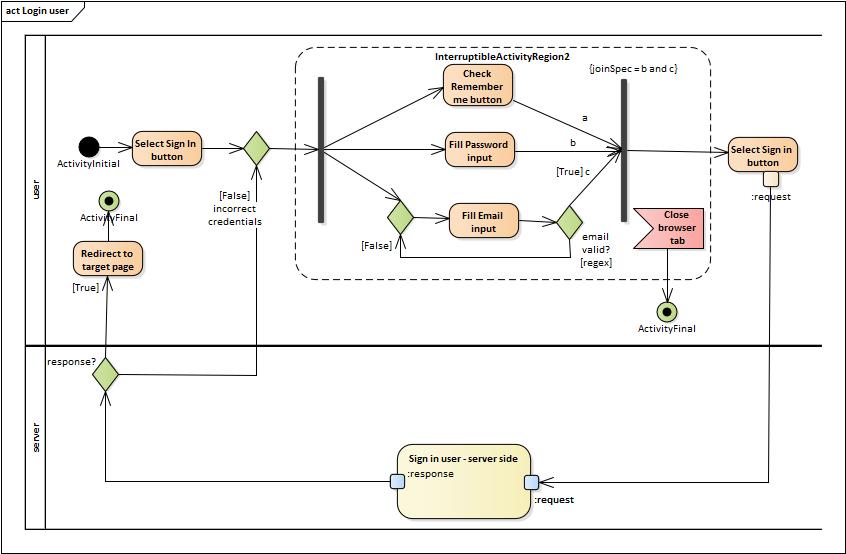 act Login user
user
InterruptibleActivityRegion2
{joinSpec = b and c}
Check
Remember
me button
a
ActivityInitial
Select Sign In
button
Fill Password
input
b
Select Sign in
button
:request
[True] c
[False]
incorrect
credentials
ActivityFinal
Fill Email
input
[False]
email
valid?
[regex]
Close
browser
tab
ActivityFinal
Redirect to
target page
[True]
server
response?
Sign in user - server side
:response
:request